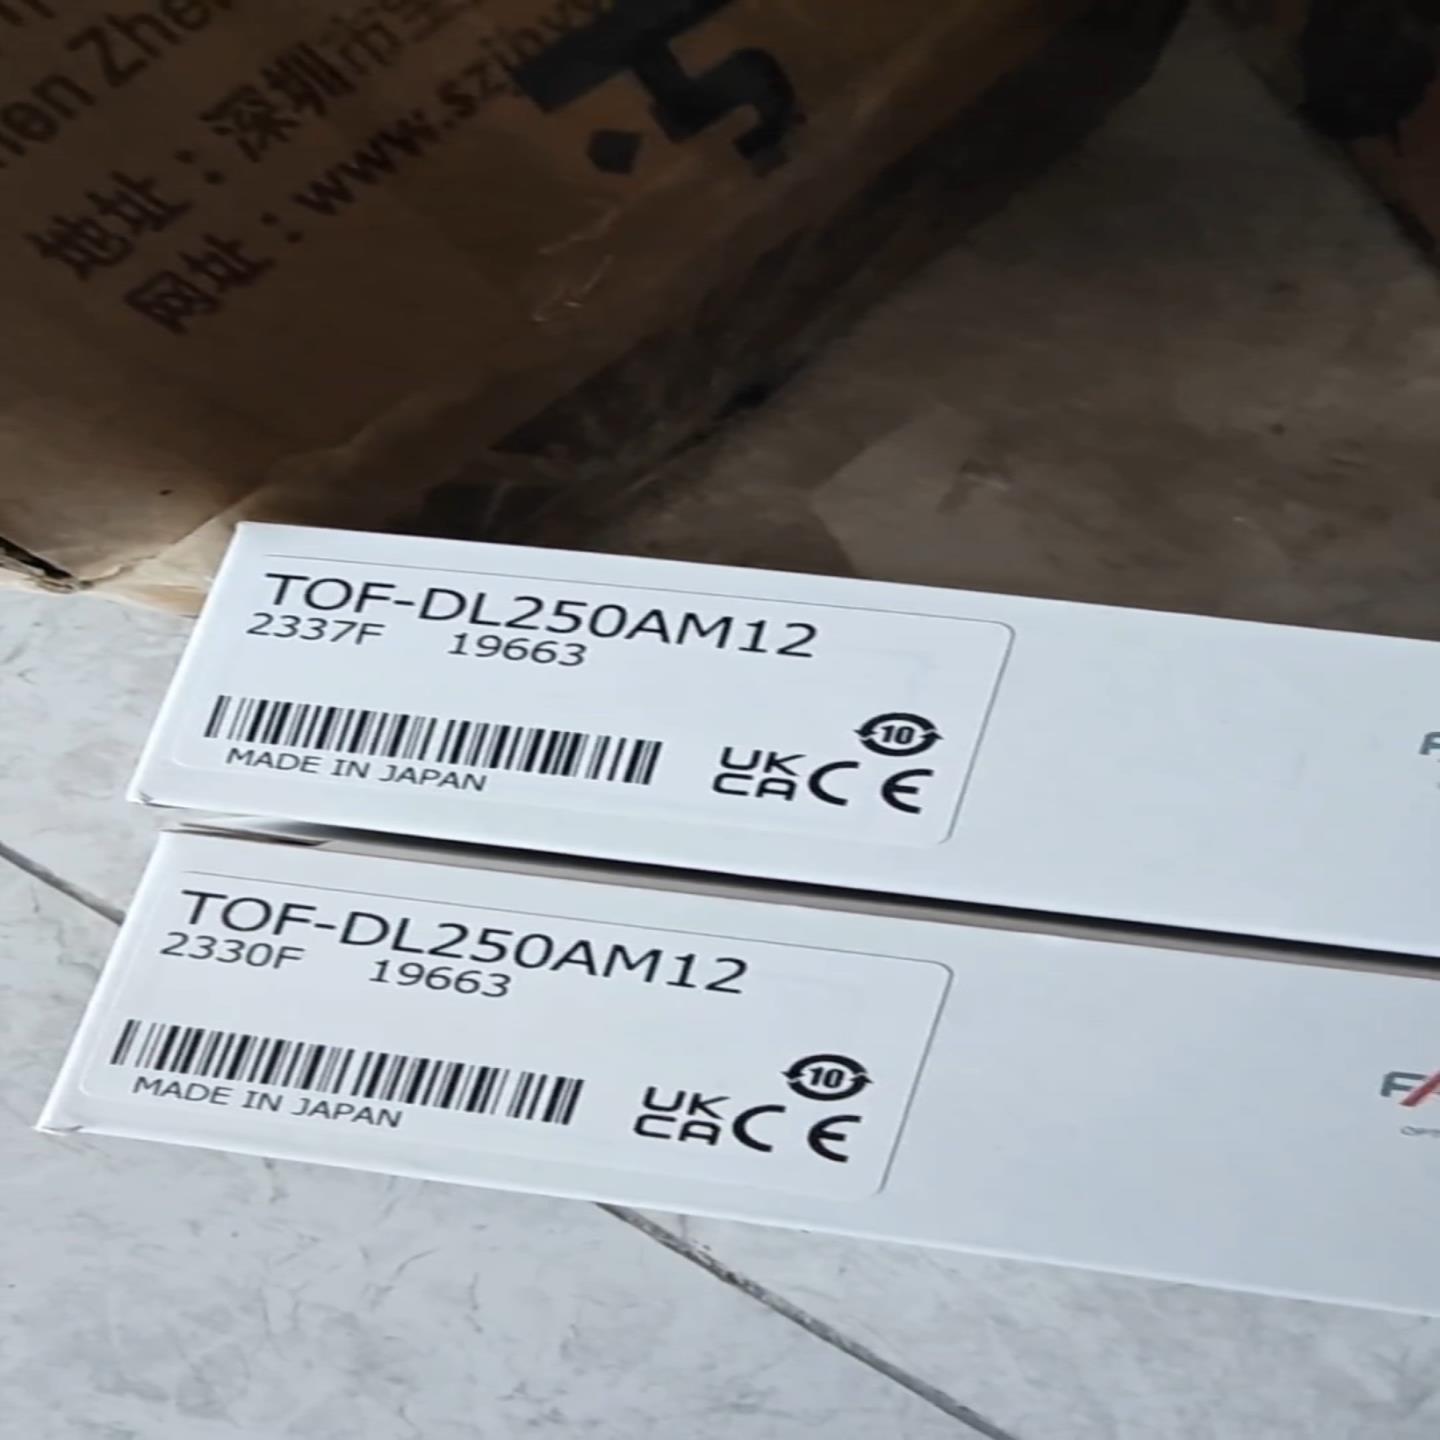 地址：深圳市
网址：www.sz
TOF-DL250AM12
2337F 19663
10
MADE IN JAPAN
UK
CA CE
TOF-DL250AM12
2330F 19663
10
MADE IN JAPAN
UK
CA CE